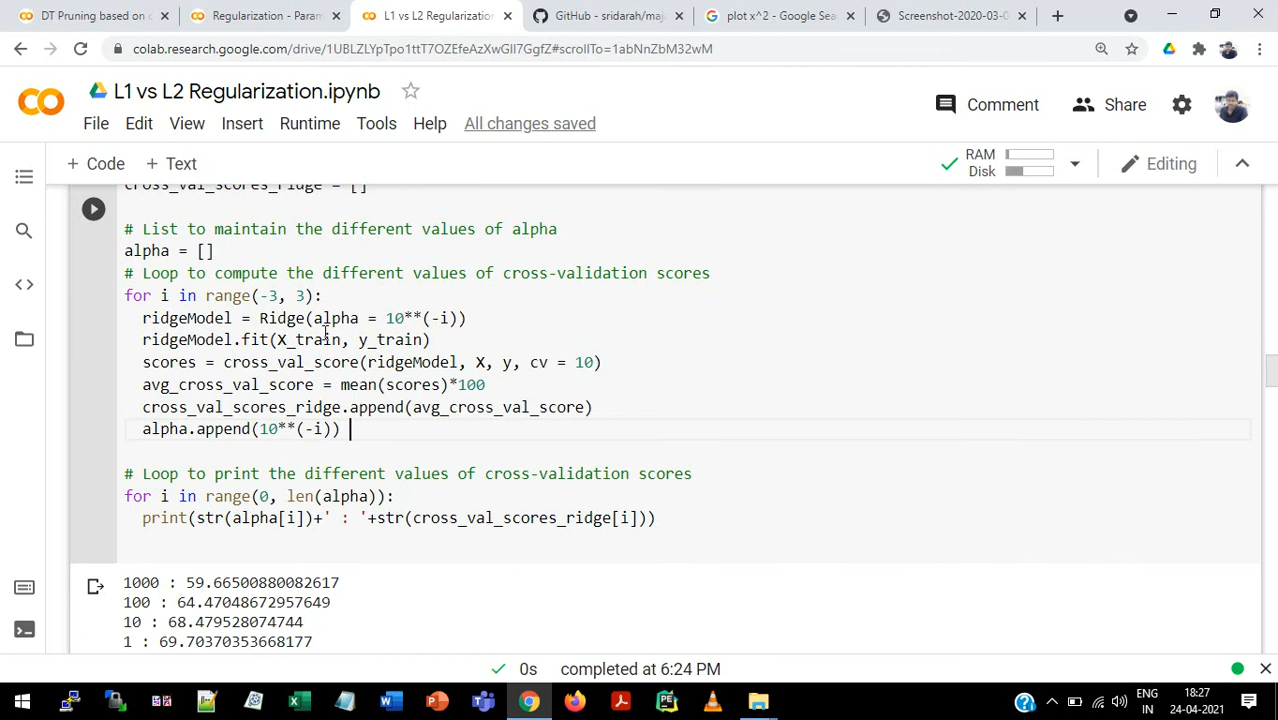 DT Pruning based on c
Regularization - Param
L1 vs L2 Regularization
GitHub - sridarah/maj
plot x^2 - Google Sea
Screenshot-2020-03-0
colab.research.google.com/drive/1UBLZLYpTpo1ttT7OZEfeAzXwGlI7GgfZ#scrollTo=1abNnZbM32wM
L1 vs L2 Regularization.ipynb
Comment
Share
File Edit View Insert Runtime Tools Help All changes saved
+ Code + Text
RAM
Disk
Editing
cross_val_scores_ridge = []
# List to maintain the different values of alpha
alpha = []
# Loop to compute the different values of cross-validation scores
for i in range(-3, 3):
ridgeModel = Ridge(alpha = 10**(-i))
ridgeModel.fit(X_train, y_train)
scores = cross_val_score(ridgeModel, X, y, cv = 10)
avg_cross_val_score = mean(scores)*100
cross_val_scores_ridge.append(avg_cross_val_score)
alpha.append(10**(-i))
# Loop to print the different values of cross-validation scores
for i in range(0, len(alpha)):
print(str(alpha[i])+' : '+str(cross_val_scores_ridge[i]))
1000 : 59.66500880082617
100 : 64.47048672957649
10 : 68.479528074744
1 : 69.70370353668177
0s completed at 6:24 PM
ENG
IN
18:27
24-04-2021